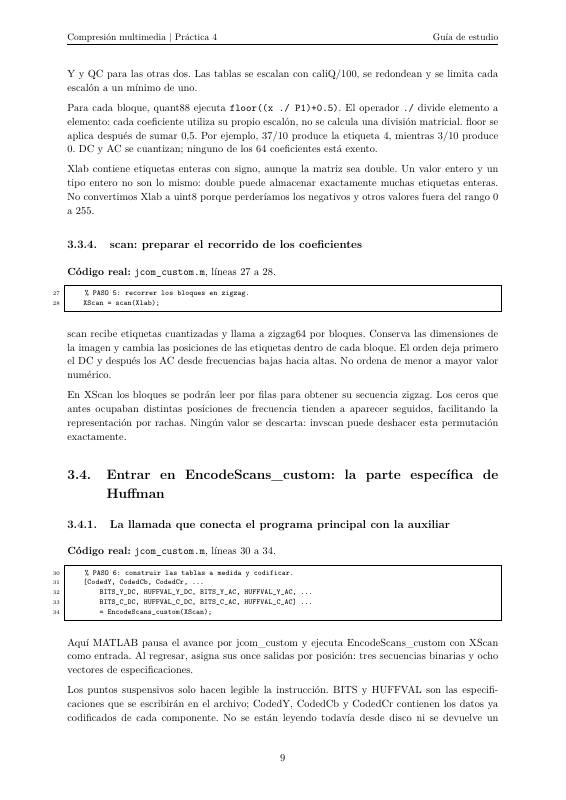 Compresión multimedia | Práctica 4 Guía de estudio
Y y QC para las otras dos. Las tablas se escalan con caliQ/100, se redondean y se limita cada
escalón a un mínimo de uno.
Para cada bloque, quant88 ejecuta floor((x ./ P1)+0.5). El operador ./ divide elemento a
elemento: cada coeficiente utiliza su propio escalón, no se calcula una división matricial. floor se
aplica después de sumar 0,5. Por ejemplo, 37/10 produce la etiqueta 4, mientras 3/10 produce
0. DC y AC se cuantizan; ninguno de los 64 coeficientes está exento.
Xlab contiene etiquetas enteras con signo, aunque la matriz sea double. Un valor entero y un
tipo entero no son lo mismo: double puede almacenar exactamente muchas etiquetas enteras.
No convertimos Xlab a uint8 porque perderíamos los negativos y otros valores fuera del rango 0
a 255.
3.3.4. scan: preparar el recorrido de los coeficientes
Código real: jcom_custom.m, líneas 27 a 28.
27 % PASO 5: recorrer los bloques en zigzag.
28 XScan = scan(Xlab);
scan recibe etiquetas cuantizadas y llama a zigzag64 por bloques. Conserva las dimensiones de
la imagen y cambia las posiciones de las etiquetas dentro de cada bloque. El orden deja primero
el DC y después los AC desde frecuencias bajas hacia altas. No ordena de menor a mayor valor
numérico.
En XScan los bloques se podrán leer por filas para obtener su secuencia zigzag. Los ceros que
antes ocupaban distintas posiciones de frecuencia tienden a aparecer seguidos, facilitando la
representación por rachas. Ningún valor se descarta: invscan puede deshacer esta permutación
exactamente.
3.4. Entrar en EncodeScans_custom: la parte específica de
Huffman
3.4.1. La llamada que conecta el programa principal con la auxiliar
Código real: jcom_custom.m, líneas 30 a 34.
30 % PASO 6: construir las tablas a medida y codificar.
31 [CodedY, CodedCb, CodedCr, ...
32 BITS_Y_DC, HUFFVAL_Y_DC, BITS_Y_AC, HUFFVAL_Y_AC, ...
33 BITS_C_DC, HUFFVAL_C_DC, BITS_C_AC, HUFFVAL_C_AC] ...
34 = EncodeScans_custom(XScan);
Aquí MATLAB pausa el avance por jcom_custom y ejecuta EncodeScans_custom con XScan
como entrada. Al regresar, asigna sus once salidas por posición: tres secuencias binarias y ocho
vectores de especificaciones.
Los puntos suspensivos solo hacen legible la instrucción. BITS y HUFFVAL son las especifi-
caciones que se escribirán en el archivo; CodedY, CodedCb y CodedCr contienen los datos ya
codificados de cada componente. No se están leyendo todavía desde disco ni se devuelve un
9